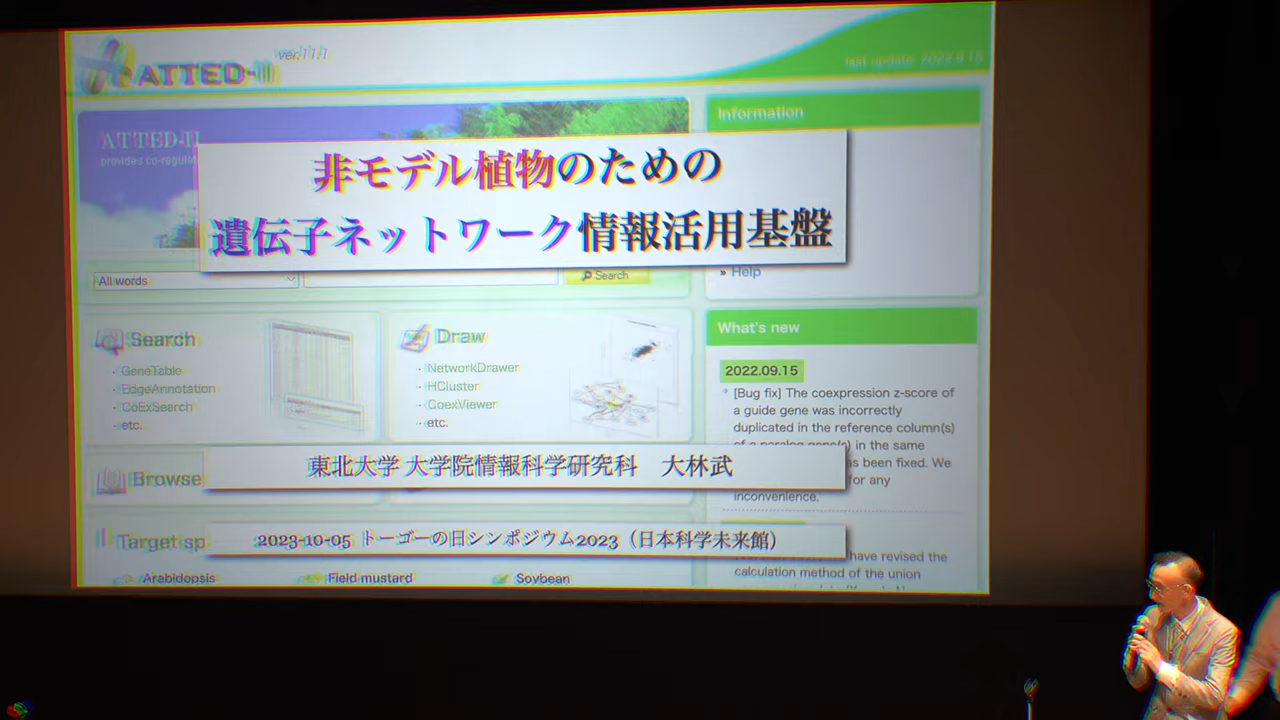 ATTED-II
ver.11.1
last update: 2022.9.15
ATTED-II
provides co-regulat
Information
非モデル植物のための
遺伝子ネットワーク情報活用基盤
» Help
All words
Search
Search
GeneTable
EdgeAnnotation
CoExSearch
etc.
Draw
NetworkDrawer
HCluster
CoexViewer
etc.
What's new
2022.09.15
[Bug fix] The coexpression z-score of
a guide gene was incorrectly
duplicated in the reference column(s)
in the same
as been fixed. We
for any
inconvenience.
Browse
東北大学 大学院情報科学研究科 大林武
Target sp
2023-10-05 トーゴーの日シンポジウム2023（日本科学未来館）
have revised the
calculation method of the union
Arabidopsis
Field mustard
Soybean